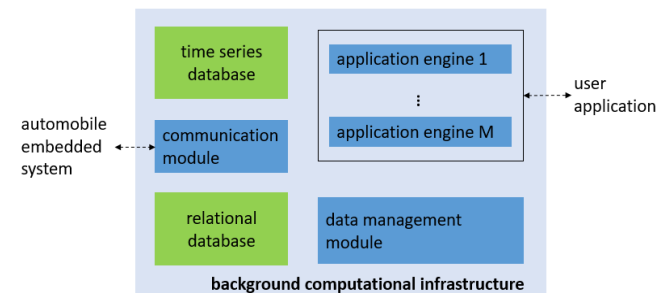 time series
database
application engine 1
...
application engine M
user
application
automobile
embedded
system
communication
module
relational
database
data management
module
background computational infrastructure